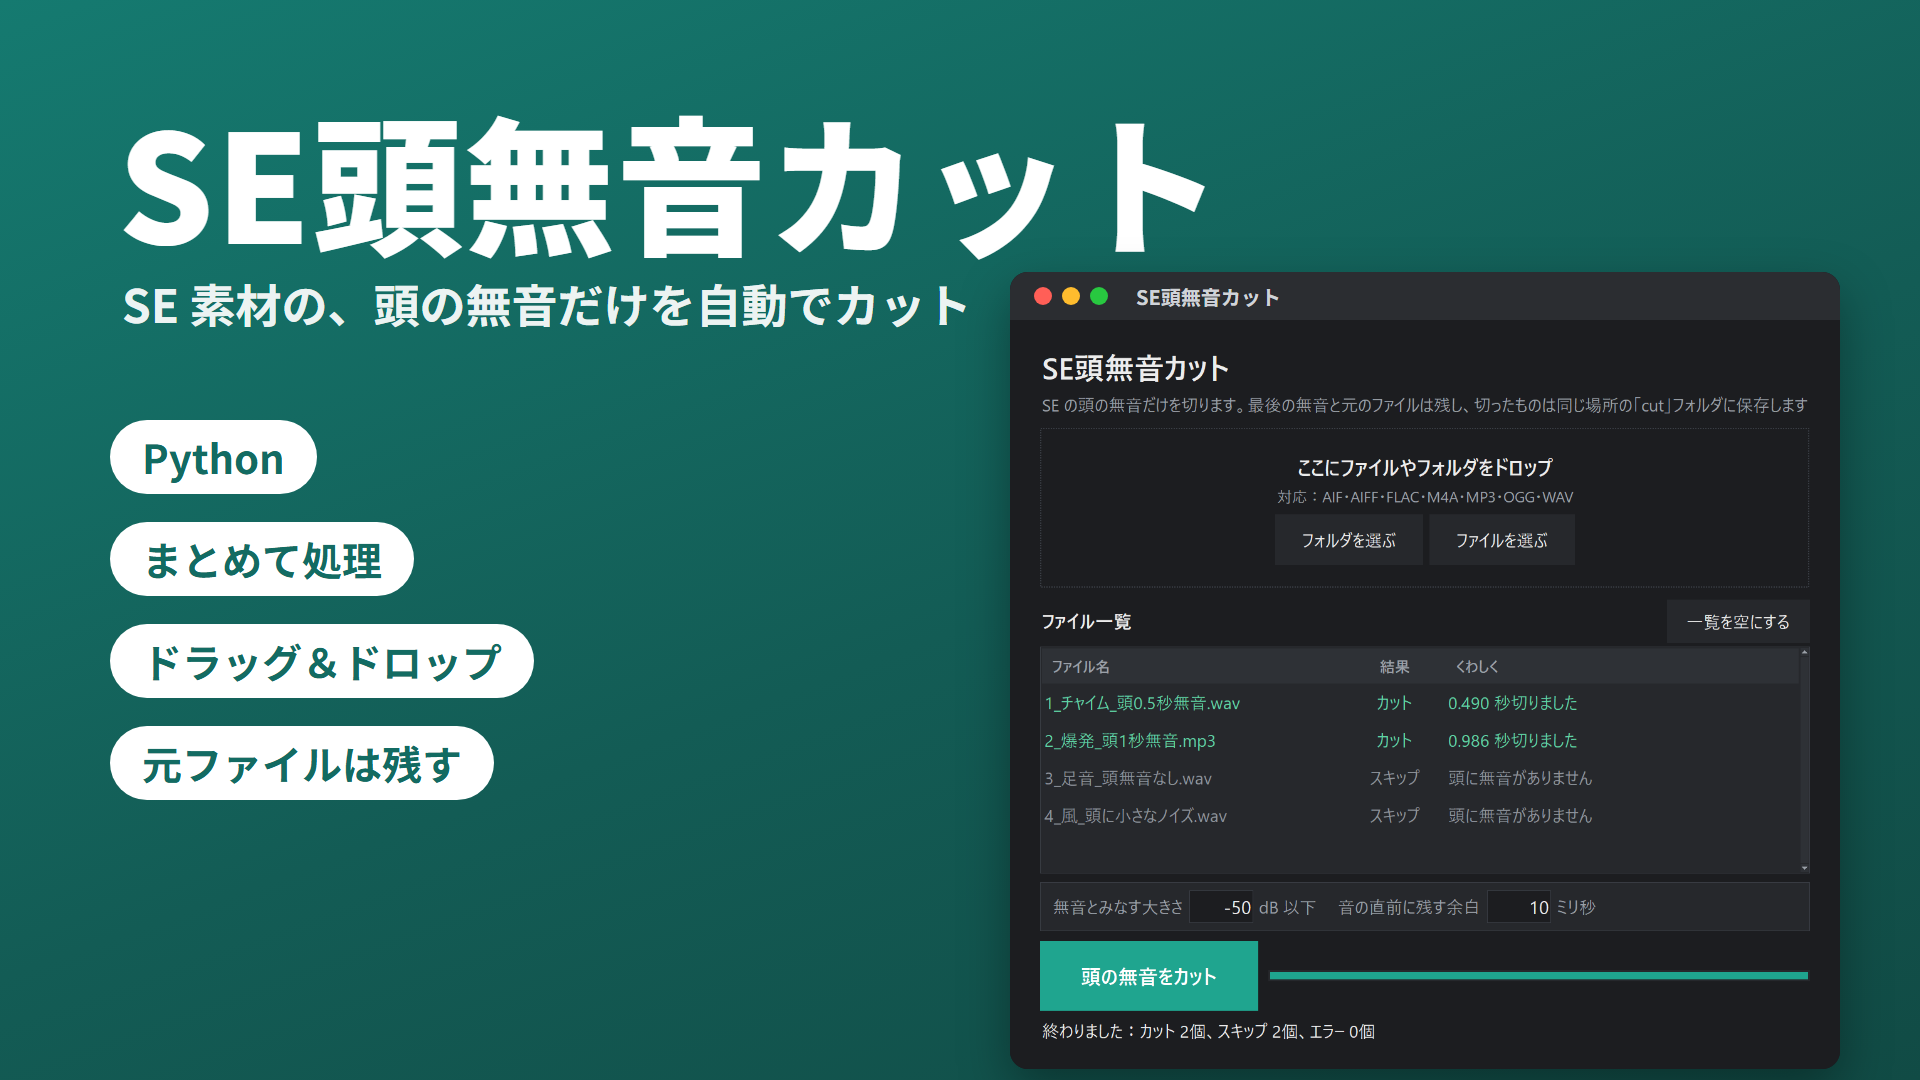 SE頭無音カット
SE 素材の、頭の無音だけを自動でカット
Python
まとめて処理
ドラッグ＆ドロップ
元ファイルは残す
SE頭無音カット
SE頭無音カット
SE の頭の無音だけを切ります。最後の無音と元のファイルは残し、切ったものは同じ場所の「cut」フォルダに保存します
ここにファイルやフォルダをドロップ
対応：AIF・AIFF・FLAC・M4A・MP3・OGG・WAV
フォルダを選ぶ ファイルを選ぶ
ファイル一覧 一覧を空にする
ファイル名 結果 くわしく
1_チャイム_頭0.5秒無音.wav カット 0.490 秒切りました
2_爆発_頭1秒無音.mp3 カット 0.986 秒切りました
3_足音_頭無音なし.wav スキップ 頭に無音がありません
4_風_頭に小さなノイズ.wav スキップ 頭に無音がありません
無音とみなす大きさ -50 dB 以下 音の直前に残す余白 10 ミリ秒
頭の無音をカット
終わりました：カット 2個、スキップ 2個、エラー 0個